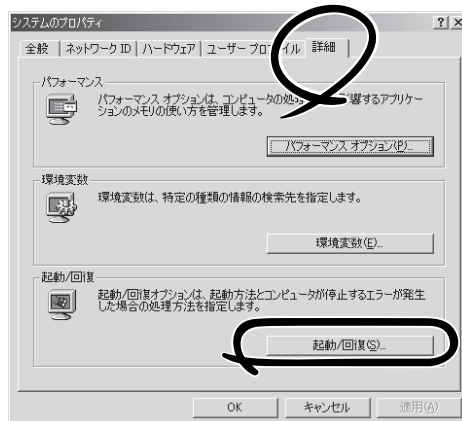 システムのプロパティ
全般 ネットワーク ID ハードウェア ユーザー プロファイル 詳細
パフォーマンス
パフォーマンス オプションは、コンピュータの処 響するアプリケー
ションのメモリの使い方を管理します。
パフォーマンス オプション(P)...
環境変数
環境変数は、特定の種類の情報の検索先を指定します。
環境変数(E)...
起動/回復
起動/回復オプションは、起動方法とコンピュータが停止するエラーが発生
した場合の処理方法を指定します。
起動/回復(S)...
OK キャンセル 適用(A)